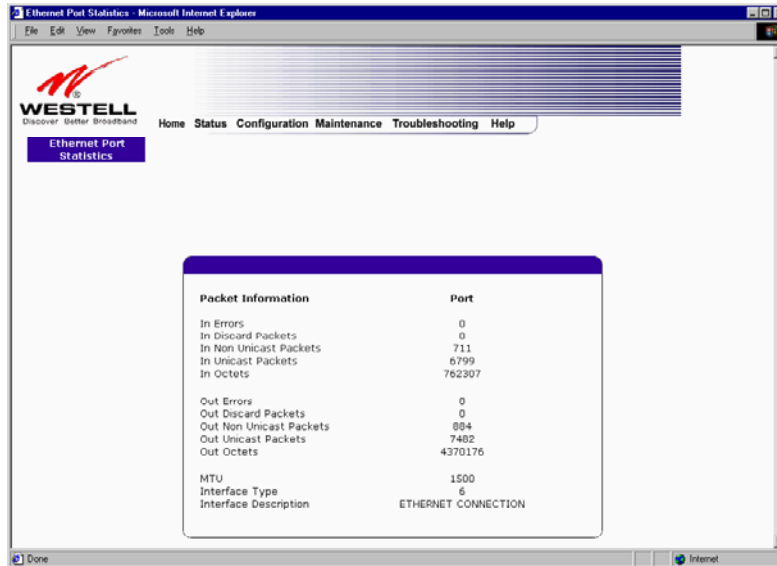 Ethernet Port Statistics - Microsoft Internet Explorer
File Edit View Favorites Tools Help
WESTELL
®
Discover Better Broadband
Home Status Configuration Maintenance Troubleshooting Help
Ethernet Port
Statistics
Packet Information Port
In Errors 0
In Discard Packets 0
In Non Unicast Packets 711
In Unicast Packets 6799
In Octets 762307
Out Errors 0
Out Discard Packets 0
Out Non Unicast Packets 884
Out Unicast Packets 7482
Out Octets 4370176
MTU 1500
Interface Type 6
Interface Description ETHERNET CONNECTION
Done Internet